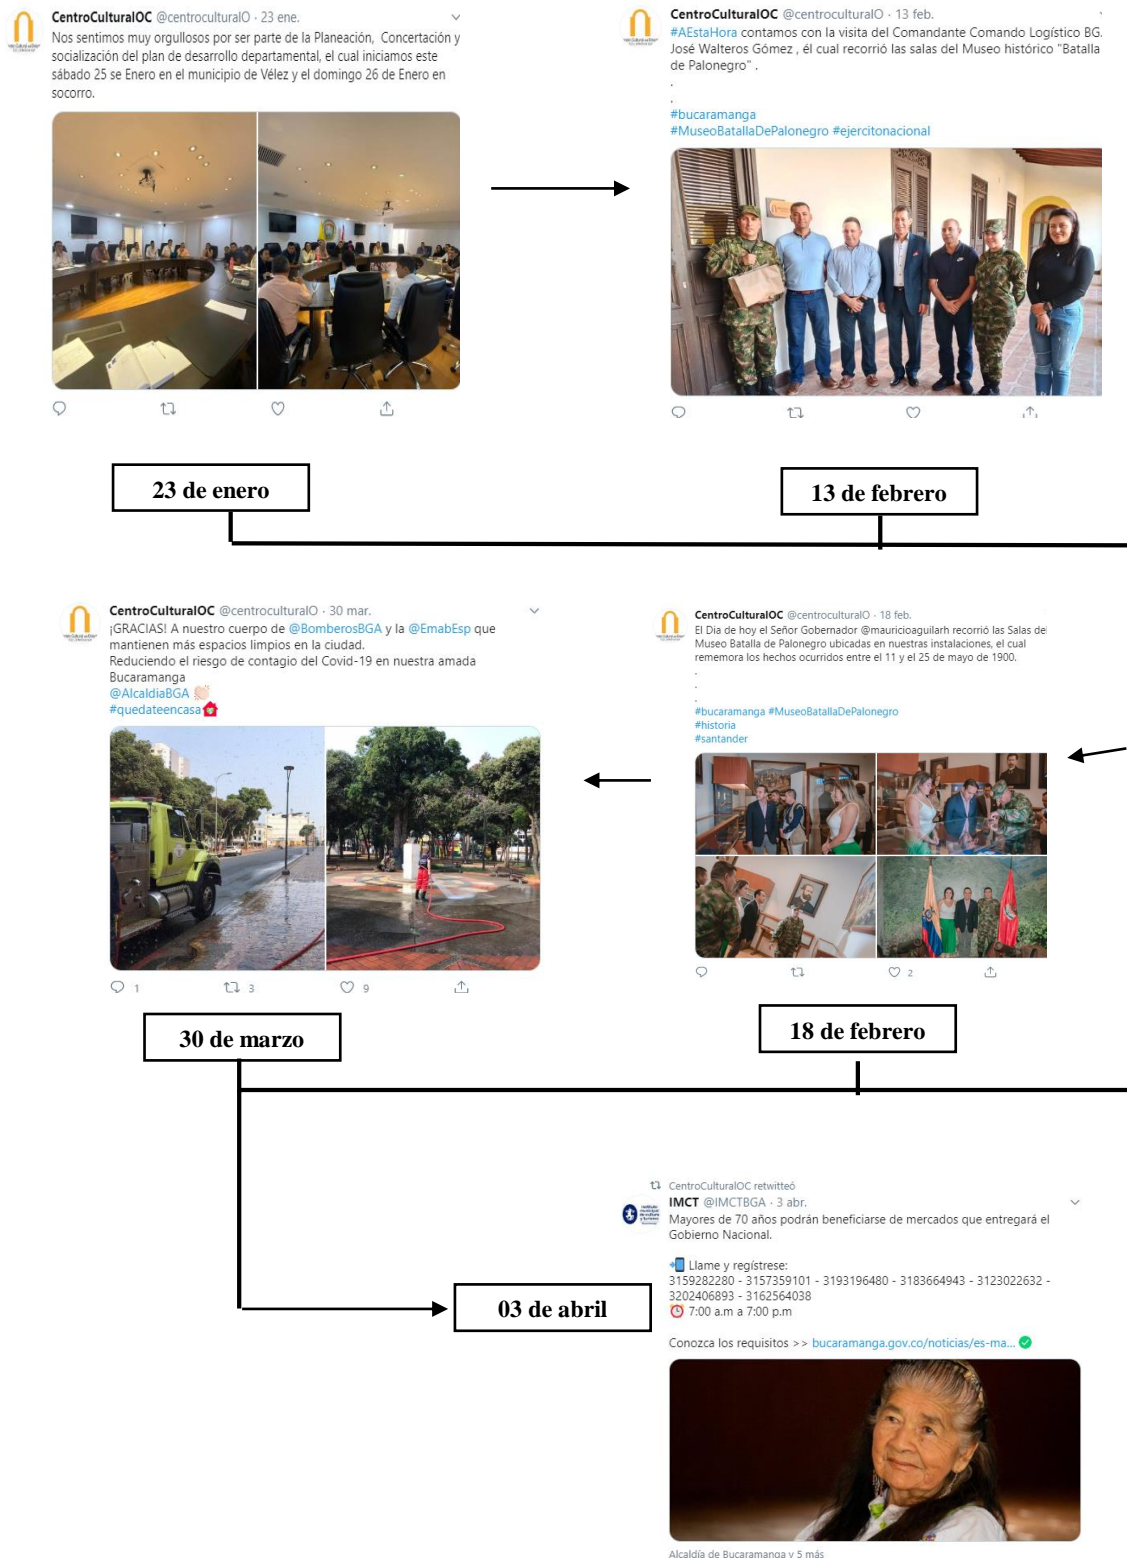 CentroCulturalOC @centroculturalO · 23 ene.
Nos sentimos muy orgullosos por ser parte de la Planeación, Concertación y
socialización del plan de desarrollo departamental, el cual iniciamos este
sábado 25 se Enero en el municipio de Vélez y el domingo 26 de Enero en
socorro.
23 de enero
CentroCulturalOC @centroculturalO · 13 feb.
#AEstaHora contamos con la visita del Comandante Comando Logístico BG.
José Walteros Gómez , él cual recorrió las salas del Museo histórico "Batalla
de Palonegro" .
.
.
#bucaramanga
#MuseoBatallaDePalonegro #ejercitonacional
13 de febrero
CentroCulturalOC @centroculturalO · 30 mar.
¡GRACIAS! A nuestro cuerpo de @BomberosBGA y la @EmabEsp que
mantienen más espacios limpios en la ciudad.
Reduciendo el riesgo de contagio del Covid-19 en nuestra amada
Bucaramanga
@AlcaldiaBGA 👏🏻
#quedateencasa🏠
1 3 9
30 de marzo
CentroCulturalOC @centroculturalO · 18 feb.
El Dia de hoy el Señor Gobernador @mauricioaguilarh recorrió las Salas del
Museo Batalla de Palonegro ubicadas en nuestras instalaciones, el cual
rememora los hechos ocurridos entre el 11 y el 25 de mayo de 1900.
.
.
.
#bucaramanga #MuseoBatallaDePalonegro
#historia
#santander
2
18 de febrero
CentroCulturalOC retwitteó
IMCT @IMCTBGA · 3 abr.
Mayores de 70 años podrán beneficiarse de mercados que entregará el
Gobierno Nacional.
📲 Llame y regístrese:
3159282280 - 3157359101 - 3193196480 - 3183664943 - 3123022632 -
3202406893 - 3162564038
⏰ 7:00 a.m a 7:00 p.m
Conozca los requisitos >> bucaramanga.gov.co/noticias/es-ma... ✅
Alcaldía de Bucaramanga y 5 más
03 de abril